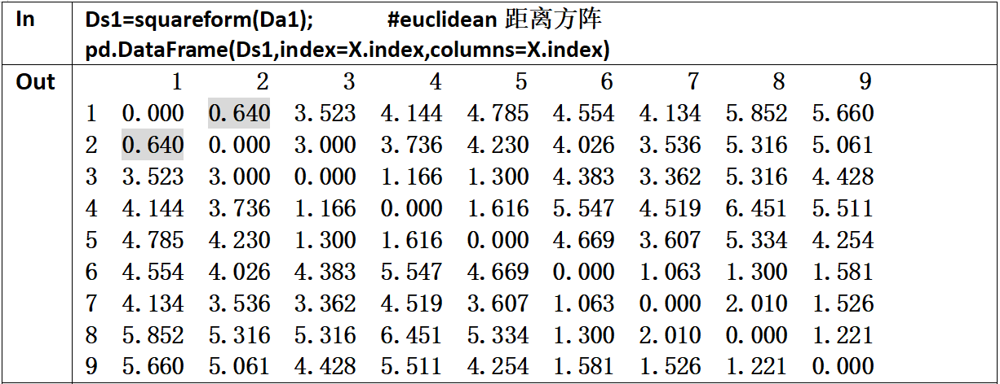 In Ds1=squareform(Da1); #euclidean 距离方阵
pd.DataFrame(Ds1,index=X.index,columns=X.index)
Out 1 2 3 4 5 6 7 8 9
1 0.000 0.640 3.523 4.144 4.785 4.554 4.134 5.852 5.660
2 0.640 0.000 3.000 3.736 4.230 4.026 3.536 5.316 5.061
3 3.523 3.000 0.000 1.166 1.300 4.383 3.362 5.316 4.428
4 4.144 3.736 1.166 0.000 1.616 5.547 4.519 6.451 5.511
5 4.785 4.230 1.300 1.616 0.000 4.669 3.607 5.334 4.254
6 4.554 4.026 4.383 5.547 4.669 0.000 1.063 1.300 1.581
7 4.134 3.536 3.362 4.519 3.607 1.063 0.000 2.010 1.526
8 5.852 5.316 5.316 6.451 5.334 1.300 2.010 0.000 1.221
9 5.660 5.061 4.428 5.511 4.254 1.581 1.526 1.221 0.000